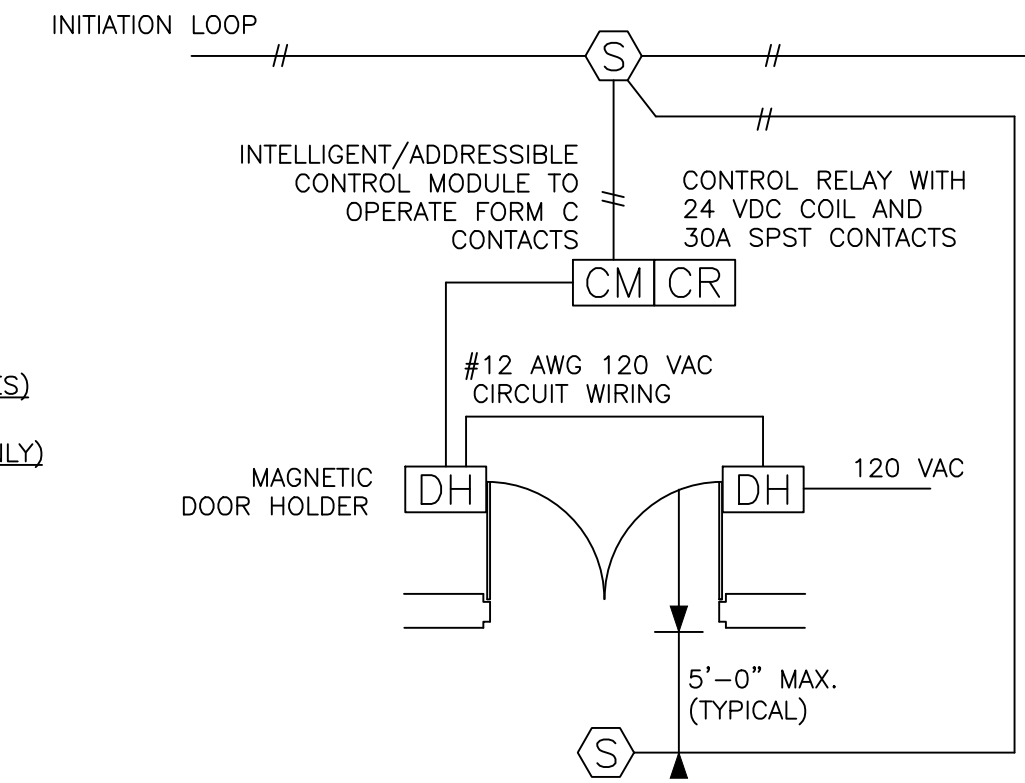 INITIATION LOOP
S
INTELLIGENT/ADDRESSIBLE
CONTROL MODULE TO
OPERATE FORM C
CONTACTS
CONTROL RELAY WITH
24 VDC COIL AND
30A SPST CONTACTS
CM CR
#12 AWG 120 VAC
CIRCUIT WIRING
ES)
NLY)
MAGNETIC
DOOR HOLDER
DH
DH
120 VAC
5'-0" MAX.
(TYPICAL)
S